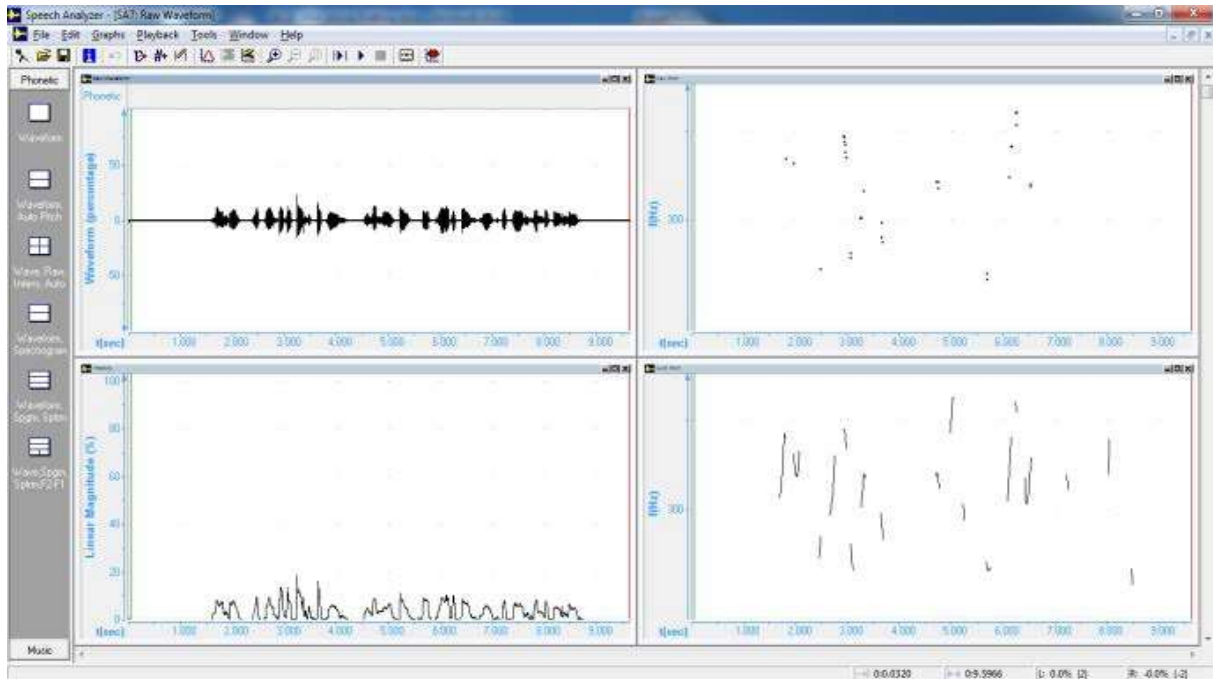 Speech Analyzer - [SA7: Raw Waveform]
File Edit Graphs Playback Tools Window Help
Phonetic
Waveform
Waveform, Auto Pitch
Wave, Raw, Intens, Auto
Waveform, Spectrogram
Waveform, Spgm, Sptm
Wave,Spgm, Sptm,F2-F1
Music
Phonetic
Waveform (percentage)
50
0
50
t(sec) 1.000 2.000 3.000 4.000 5.000 6.000 7.000 8.000 9.000
f(Hz)
300
t(sec) 1.000 2.000 3.000 4.000 5.000 6.000 7.000 8.000 9.000
Linear Magnitude (%)
100
80
60
40
20
0
t(sec) 1.000 2.000 3.000 4.000 5.000 6.000 7.000 8.000 9.000
f(Hz)
300
t(sec) 1.000 2.000 3.000 4.000 5.000 6.000 7.000 8.000 9.000
0:0.0320 0:9.5966 L: 0.0% (2) R: -0.0% (-2)